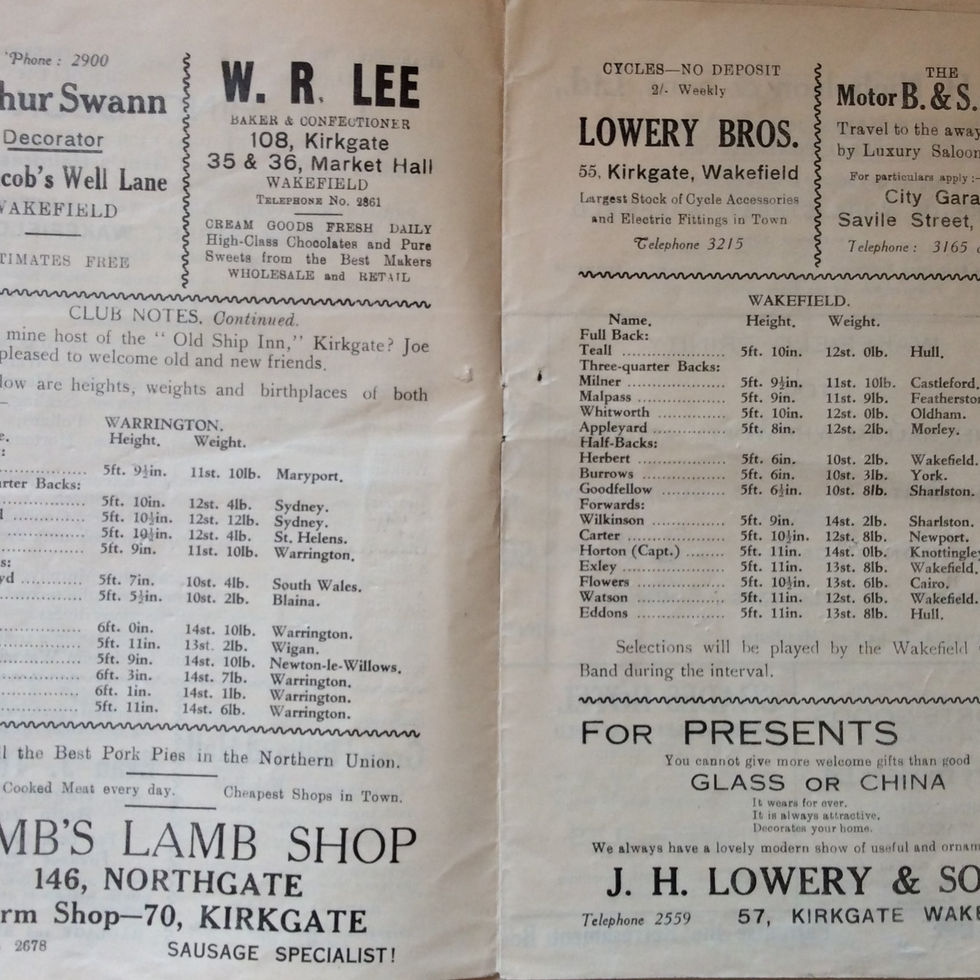 'Phone : 2900
hur Swann
Decorator
cob's Well Lane
WAKEFIELD
TIMATES FREE
W. R. LEE
BAKER & CONFECTIONER
108, Kirkgate
35 & 36, Market Hall
WAKEFIELD
TELEPHONE No. 2861
CREAM GOODS FRESH DAILY
High-Class Chocolates and Pure
Sweets from the Best Makers
WHOLESALE and RETAIL
CLUB NOTES. Continued.
mine host of the " Old Ship Inn," Kirkgate? Joe
pleased to welcome old and new friends.
low are heights, weights and birthplaces of both
WARRINGTON.
e. Height. Weight.
:
5ft. 9½in. 11st. 10lb. Maryport.
arter Backs:
5ft. 10in. 12st. 4lb. Sydney.
l 5ft. 10½in. 12st. 12lb. Sydney.
5ft. 10½in. 12st. 4lb. St. Helens.
5ft. 9in. 11st. 10lb. Warrington.
s:
yd 5ft. 7in. 10st. 4lb. South Wales.
5ft. 5½in. 10st. 2lb. Blaina.
6ft. 0in. 14st. 10lb. Warrington.
5ft. 11in. 13st. 2lb. Wigan.
5ft. 9in. 14st. 10lb. Newton-le-Willows.
6ft. 3in. 14st. 7lb. Warrington.
6ft. 1in. 14st. 1lb. Warrington.
5ft. 11in. 14st. 6lb. Warrington.
ll the Best Pork Pies in the Northern Union.
Cooked Meat every day. Cheapest Shops in Town.
MB'S LAMB SHOP
146, NORTHGATE
rm Shop—70, KIRKGATE
2678 SAUSAGE SPECIALIST!
CYCLES—NO DEPOSIT
2/- Weekly
LOWERY BROS.
55, Kirkgate, Wakefield
Largest Stock of Cycle Accessories
and Electric Fittings in Town
Telephone 3215
THE
Motor B. & S.
Travel to the away
by Luxury Saloon
For particulars apply :-
City Gara
Savile Street,
Telephone : 3165
WAKEFIELD.
Name. Height. Weight.
Full Back:
Teall .................. 5ft. 10in. 12st. 0lb. Hull.
Three-quarter Backs:
Milner .................. 5ft. 9½in. 11st. 10lb. Castleford.
Malpass .................. 5ft. 9in. 11st. 9lb. Featherston
Whitworth .................. 5ft. 10in. 12st. 0lb. Oldham.
Appleyard .................. 5ft. 8in. 12st. 2lb. Morley.
Half-Backs:
Herbert .................. 5ft. 6in. 10st. 2lb. Wakefield.
Burrows .................. 5ft. 6in. 10st. 3lb. York.
Goodfellow .................. 5ft. 6½in. 10st. 8lb. Sharlston.
Forwards:
Wilkinson .................. 5ft. 9in. 14st. 2lb. Sharlston.
Carter .................. 5ft. 10½in. 12st. 8lb. Newport.
Horton (Capt.) ........ 5ft. 11in. 14st. 0lb. Knottingley
Exley .................. 5ft. 11in. 13st. 8lb. Wakefield.
Flowers .................. 5ft. 10½in. 13st. 6lb. Cairo.
Watson .................. 5ft. 11in. 12st. 6lb. Wakefield.
Eddons .................. 5ft. 11in. 13st. 8lb. Hull.
Selections will be played by the Wakefield
Band during the interval.
FOR PRESENTS
You cannot give more welcome gifts than good
GLASS OR CHINA
It wears for ever.
It is always attractive.
Decorates your home.
We always have a lovely modern show of useful and ornam
J. H. LOWERY & SO
Telephone 2559 57, KIRKGATE WAKE